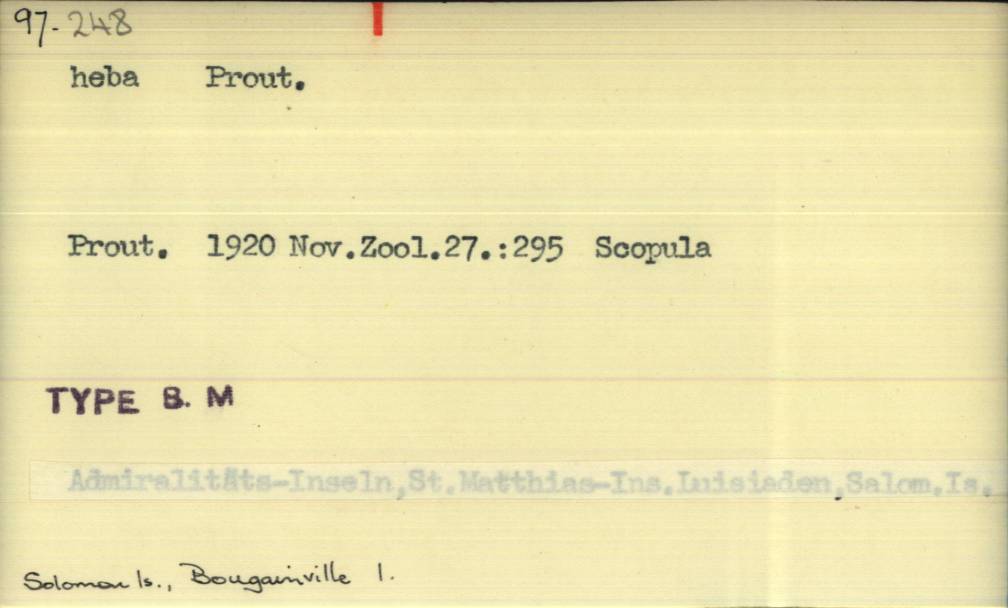 97-248
heba Prout.
Prout. 1920 Nov.Zool.27.:295 Scopula
TYPE B. M
Admiralitäts-Inseln,St.Matthias-Ins.Luisiaden,Salom.Is.
Solomon Is., Bougainville I.